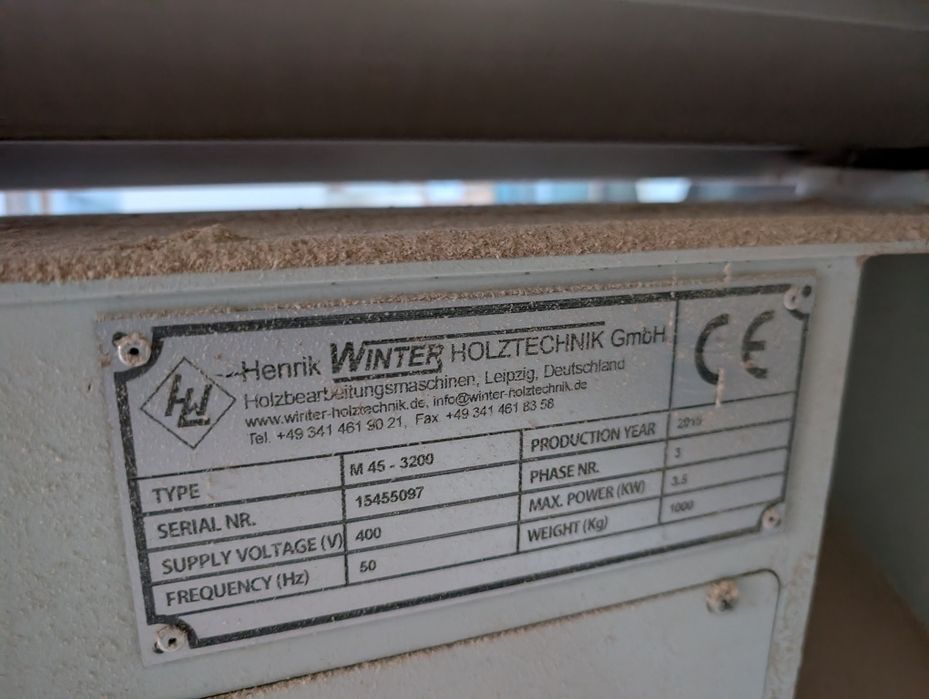 HW
Henrik WINTER HOLZTECHNIK GmbH
Holzbearbeitungsmaschinen, Leipzig, Deutschland
www.winter-holztechnik.de, info@winter-holztechnik.de
Tel. +49 341 461 90 21, Fax +49 341 461 83 58
CE
TYPE M 45 - 3200
SERIAL NR. 15455097
SUPPLY VOLTAGE (V) 400
FREQUENCY (Hz) 50
PRODUCTION YEAR
PHASE NR. 3
MAX. POWER (KW) 3.5
WEIGHT (Kg) 1000